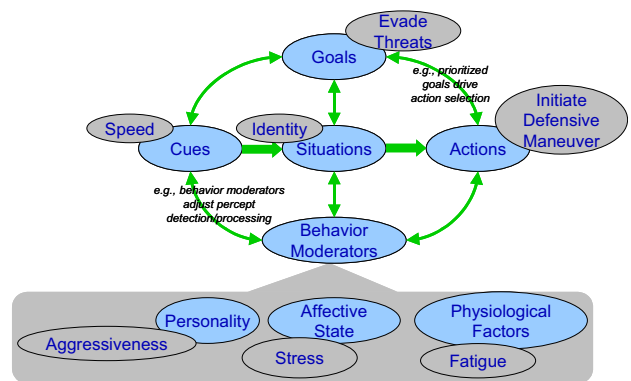 Evade
Threats
Goals
e.g., prioritized
goals drive
action selection
Initiate
Defensive
Maneuver
Speed
Identity
Cues
Situations
Actions
e.g., behavior moderators
adjust percept
detection/processing
Behavior
Moderators
Personality
Affective
State
Physiological
Factors
Aggressiveness
Stress
Fatigue